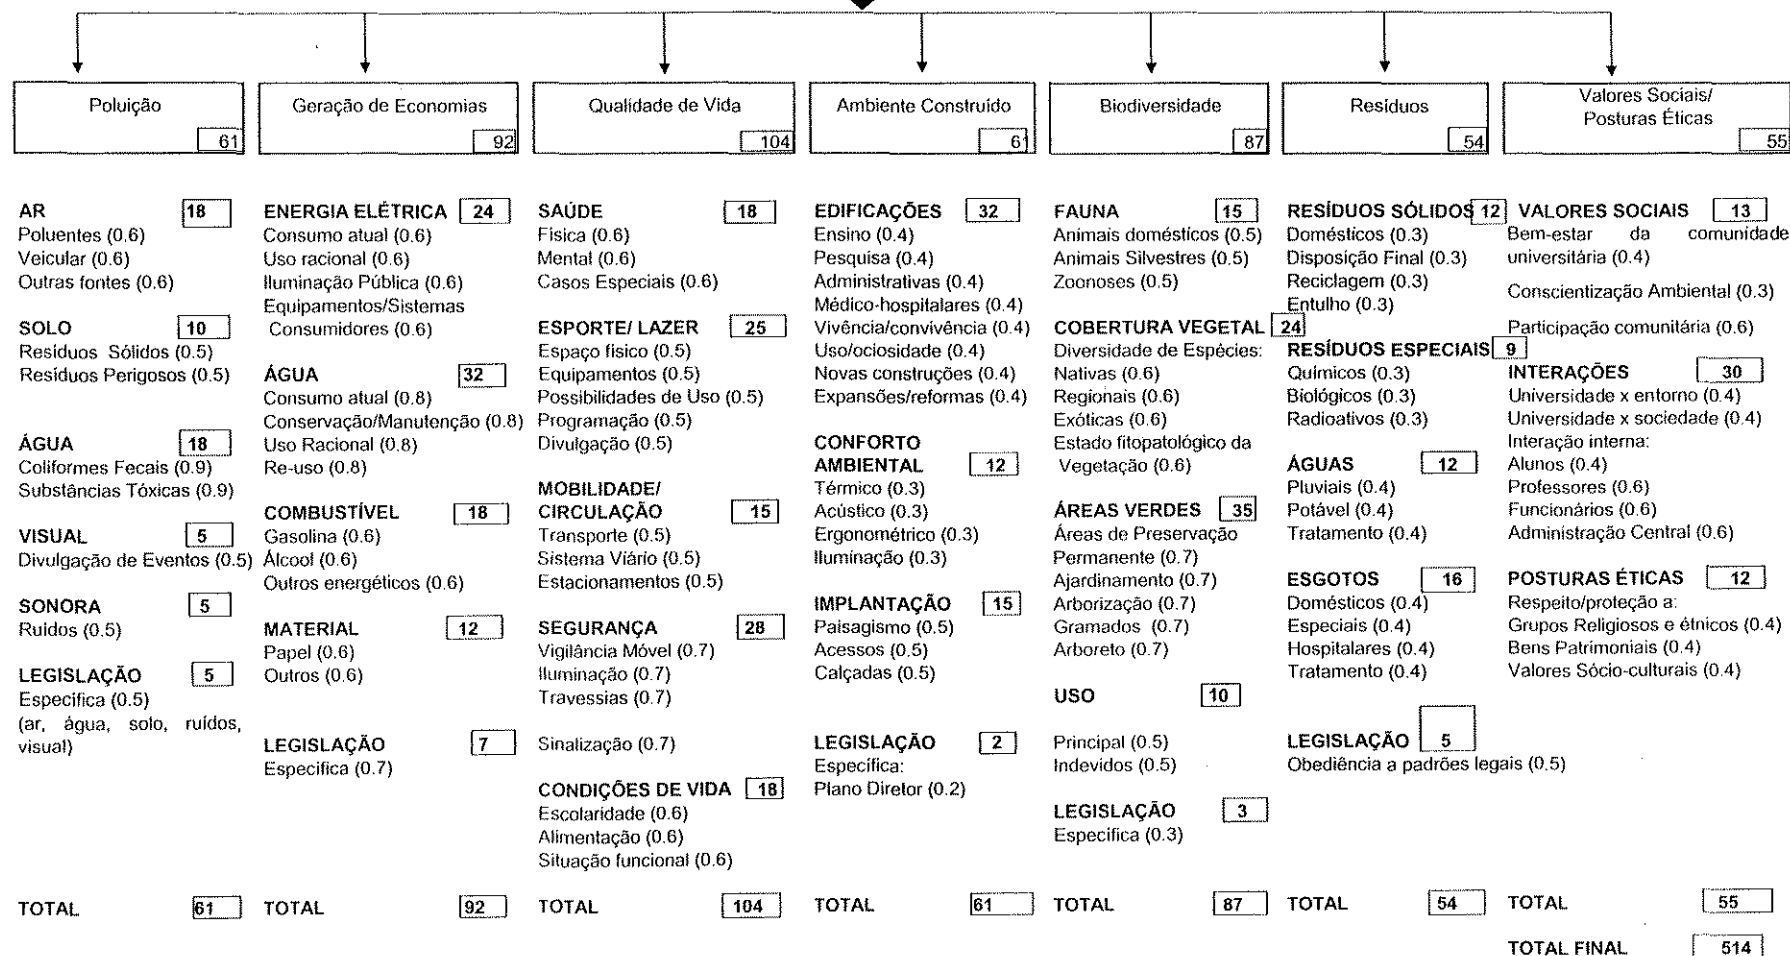 Poluição
61
Geração de Economias
92
Qualidade de Vida
104
Ambiente Construído
61
Biodiversidade
87
Resíduos
54
Valores Sociais/
Posturas Éticas
55
AR 18
Poluentes (0.6)
Veicular (0.6)
Outras fontes (0.6)
SOLO 10
Resíduos Sólidos (0.5)
Resíduos Perigosos (0.5)
ÁGUA 18
Coliformes Fecais (0.9)
Substâncias Tóxicas (0.9)
VISUAL 5
Divulgação de Eventos (0.5)
SONORA 5
Ruídos (0.5)
LEGISLAÇÃO 5
Específica (0.5)
(ar, água, solo, ruídos,
visual)
TOTAL 61
ENERGIA ELÉTRICA 24
Consumo atual (0.6)
Uso racional (0.6)
Iluminação Pública (0.6)
Equipamentos/Sistemas
Consumidores (0.6)
ÁGUA 32
Consumo atual (0.8)
Conservação/Manutenção (0.8)
Uso Racional (0.8)
Re-uso (0.8)
COMBUSTÍVEL 18
Gasolina (0.6)
Álcool (0.6)
Outros energéticos (0.6)
MATERIAL 12
Papel (0.6)
Outros (0.6)
LEGISLAÇÃO 7
Especifica (0.7)
TOTAL 92
SAÚDE 18
Física (0.6)
Mental (0.6)
Casos Especiais (0.6)
ESPORTE/ LAZER 25
Espaço físico (0.5)
Equipamentos (0.5)
Possibilidades de Uso (0.5)
Programação (0.5)
Divulgação (0.5)
MOBILIDADE/
CIRCULAÇÃO 15
Transporte (0.5)
Sistema Viário (0.5)
Estacionamentos (0.5)
SEGURANÇA 28
Vigilância Móvel (0.7)
Iluminação (0.7)
Travessias (0.7)
Sinalização (0.7)
CONDIÇÕES DE VIDA 18
Escolaridade (0.6)
Alimentação (0.6)
Situação funcional (0.6)
TOTAL 104
EDIFICAÇÕES 32
Ensino (0.4)
Pesquisa (0.4)
Administrativas (0.4)
Médico-hospitalares (0.4)
Vivência/convivência (0.4)
Uso/ociosidade (0.4)
Novas construções (0.4)
Expansões/reformas (0.4)
CONFORTO
AMBIENTAL 12
Térmico (0.3)
Acústico (0.3)
Ergonométrico (0.3)
Iluminação (0.3)
IMPLANTAÇÃO 15
Paisagismo (0.5)
Acessos (0.5)
Calçadas (0.5)
LEGISLAÇÃO 2
Específica:
Plano Diretor (0.2)
TOTAL 61
FAUNA 15
Animais domésticos (0.5)
Animais Silvestres (0.5)
Zoonoses (0.5)
COBERTURA VEGETAL 24
Diversidade de Espécies:
Nativas (0.6)
Regionais (0.6)
Exóticas (0.6)
Estado fitopatológico da
Vegetação (0.6)
ÁREAS VERDES 35
Áreas de Preservação
Permanente (0.7)
Ajardinamento (0.7)
Arborização (0.7)
Gramados (0.7)
Arboreto (0.7)
USO 10
Principal (0.5)
Indevidos (0.5)
LEGISLAÇÃO 3
Específica (0.3)
TOTAL 87
RESÍDUOS SÓLIDOS 12
Domésticos (0.3)
Disposição Final (0.3)
Reciclagem (0.3)
Entulho (0.3)
RESÍDUOS ESPECIAIS 9
Químicos (0.3)
Biológicos (0.3)
Radioativos (0.3)
ÁGUAS 12
Pluviais (0.4)
Potável (0.4)
Tratamento (0.4)
ESGOTOS 16
Domésticos (0.4)
Especiais (0.4)
Hospitalares (0.4)
Tratamento (0.4)
LEGISLAÇÃO 5
Obediência a padrões legais (0.5)
TOTAL 54
VALORES SOCIAIS 13
Bem-estar da comunidade
universitária (0.4)
Conscientização Ambiental (0.3)
Participação comunitária (0.6)
INTERAÇÕES 30
Universidade x entorno (0.4)
Universidade x sociedade (0.4)
Interação interna:
Alunos (0.4)
Professores (0.6)
Funcionários (0.6)
Administração Central (0.6)
POSTURAS ÉTICAS 12
Respeito/proteção a:
Grupos Religiosos e étnicos (0.4)
Bens Patrimoniais (0.4)
Valores Sócio-culturais (0.4)
TOTAL 55
TOTAL FINAL 514